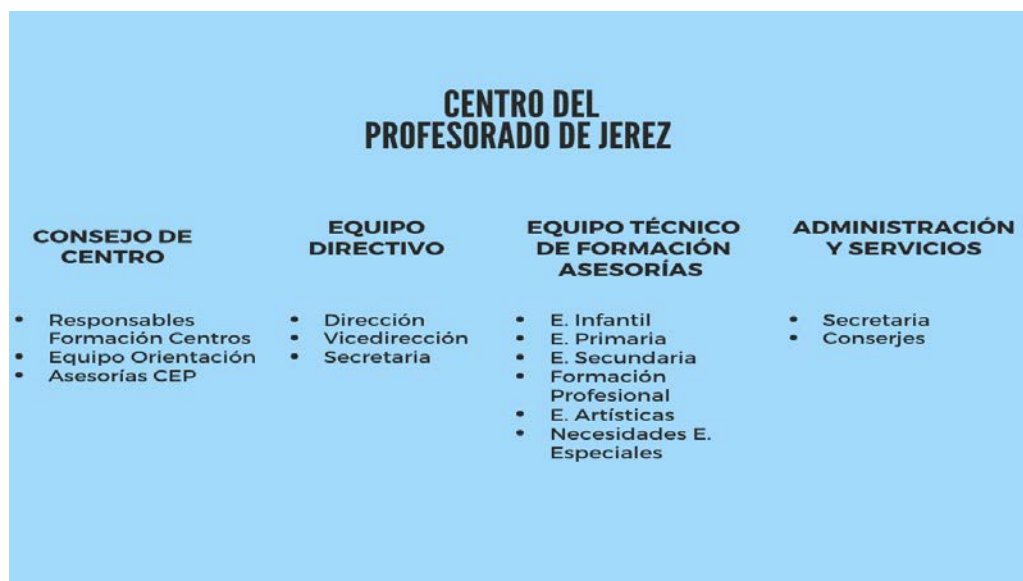 CENTRO DEL
PROFESORADO DE JEREZ
CONSEJO DE
CENTRO
• Responsables
Formación Centros
• Equipo Orientación
• Asesorías CEP
EQUIPO
DIRECTIVO
• Dirección
• Vicedirección
• Secretaria
EQUIPO TÉCNICO
DE FORMACIÓN
ASESORÍAS
• E. Infantil
• E. Primaria
• E. Secundaria
• Formación
Profesional
• E. Artísticas
• Necesidades E.
Especiales
ADMINISTRACIÓN
Y SERVICIOS
• Secretaria
• Conserjes